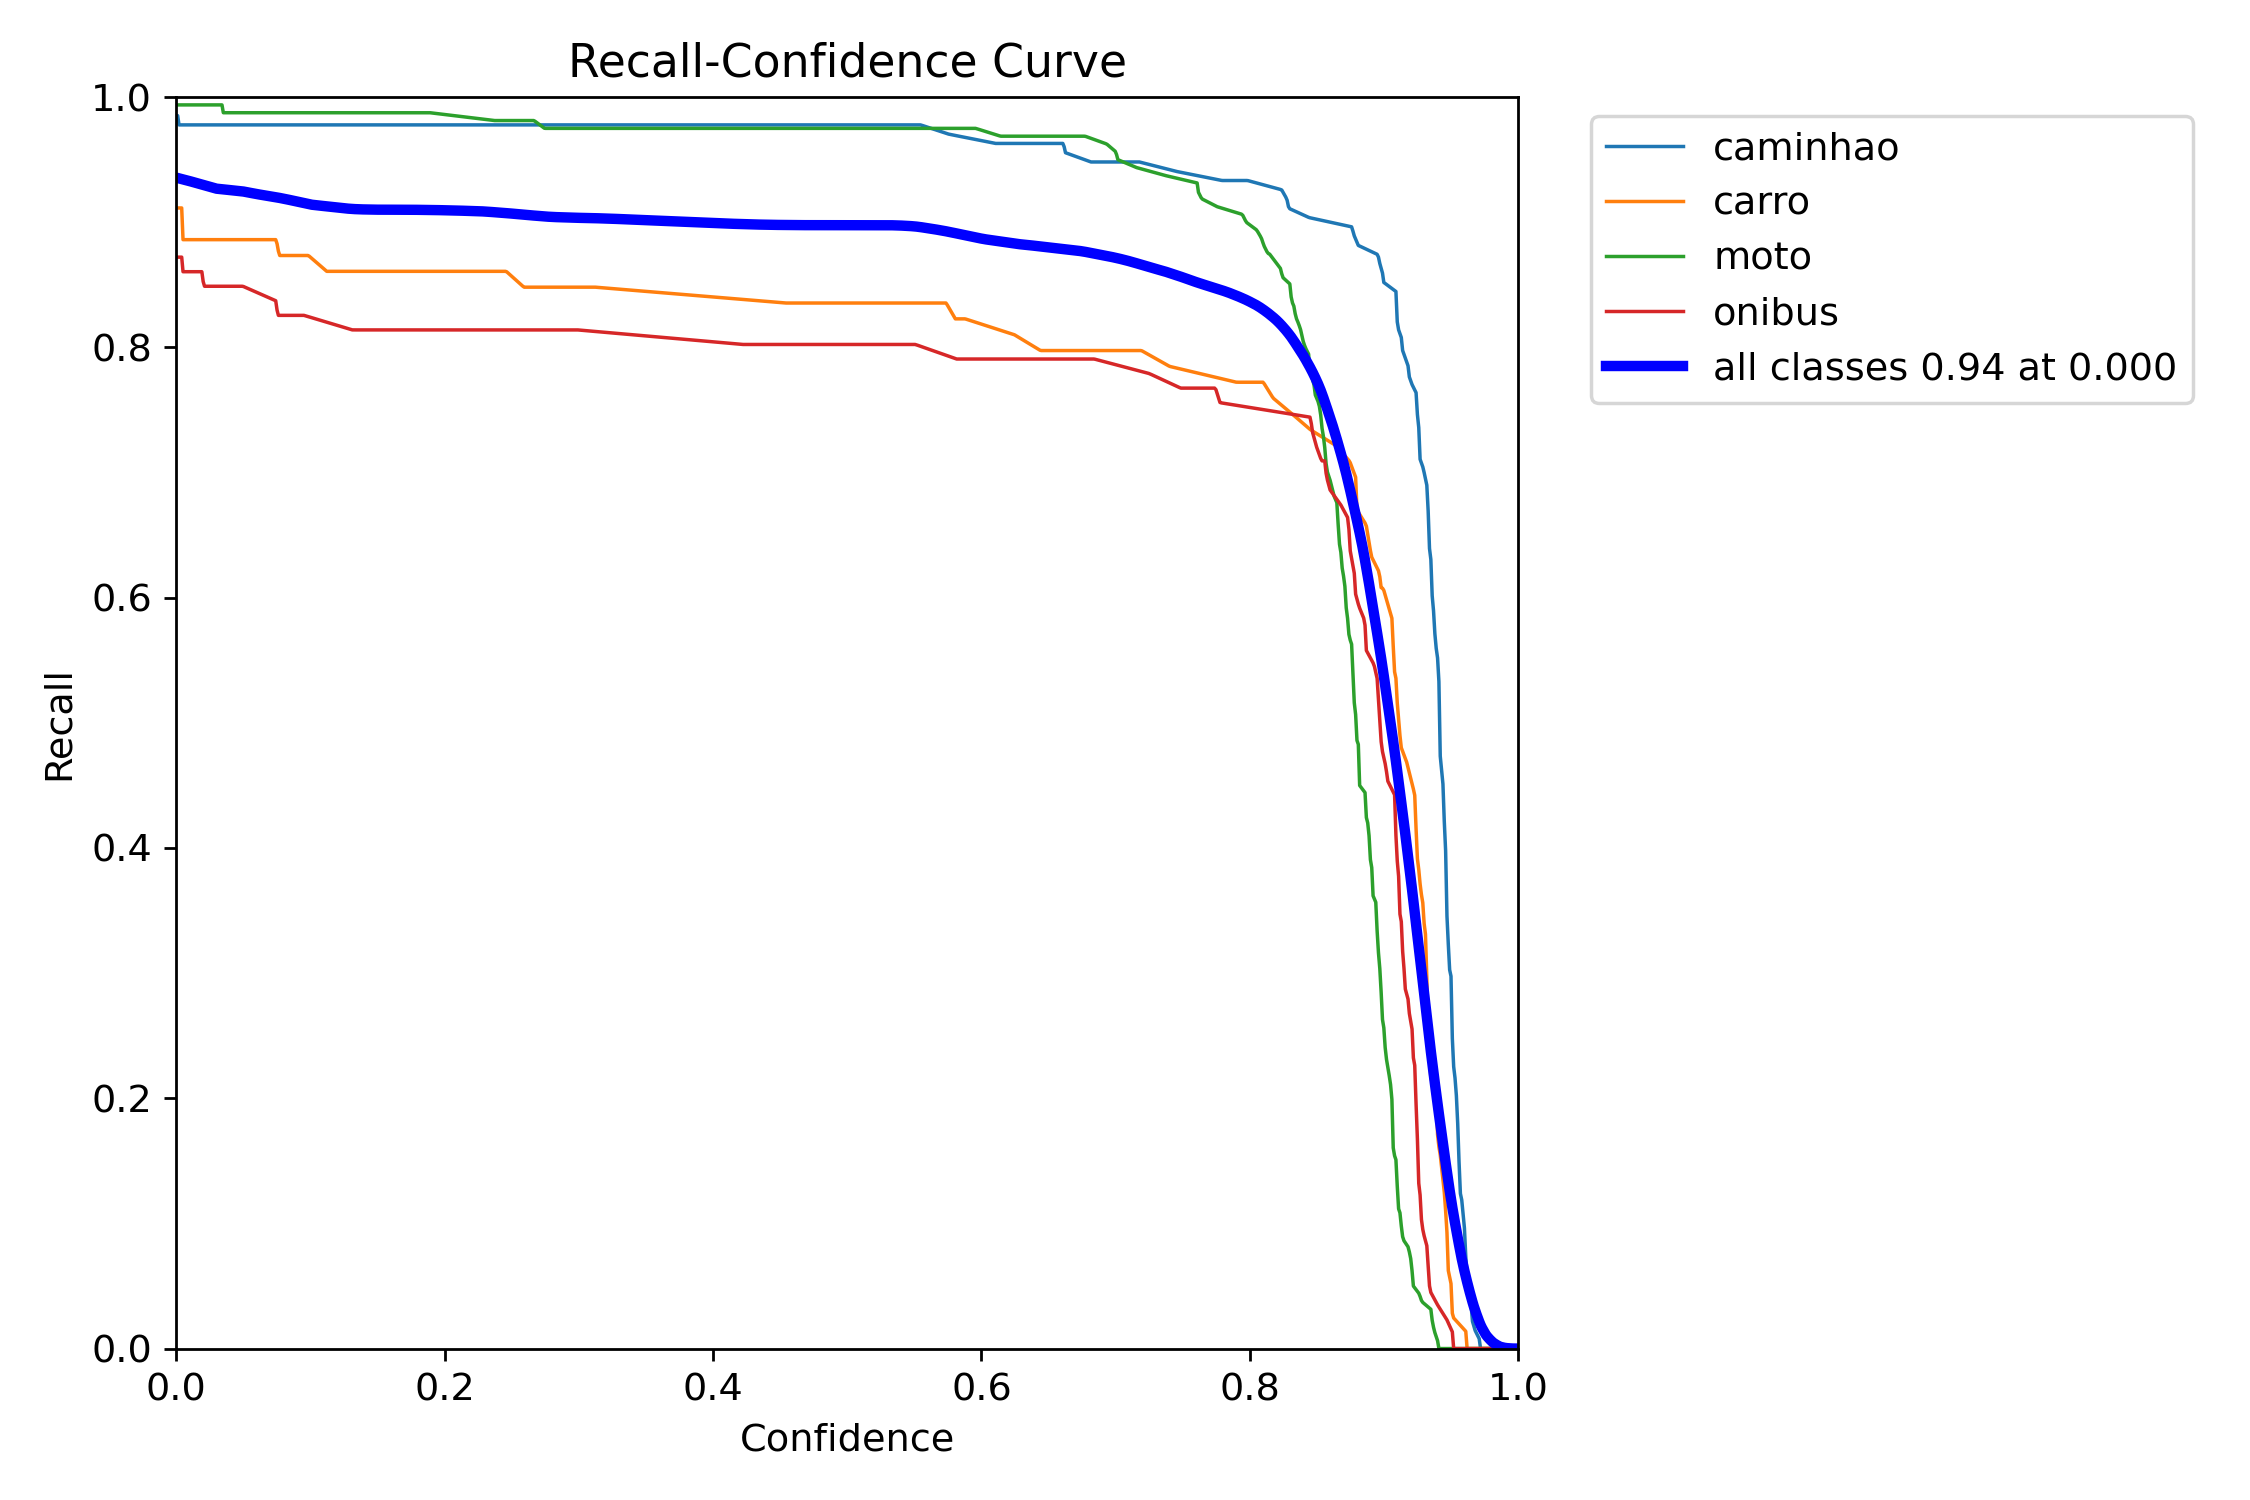 Recall-Confidence Curve
1.0
0.8
0.6
0.4
0.2
0.0
Recall
0.0 0.2 0.4 0.6 0.8 1.0
Confidence
caminhao
carro
moto
onibus
all classes 0.94 at 0.000